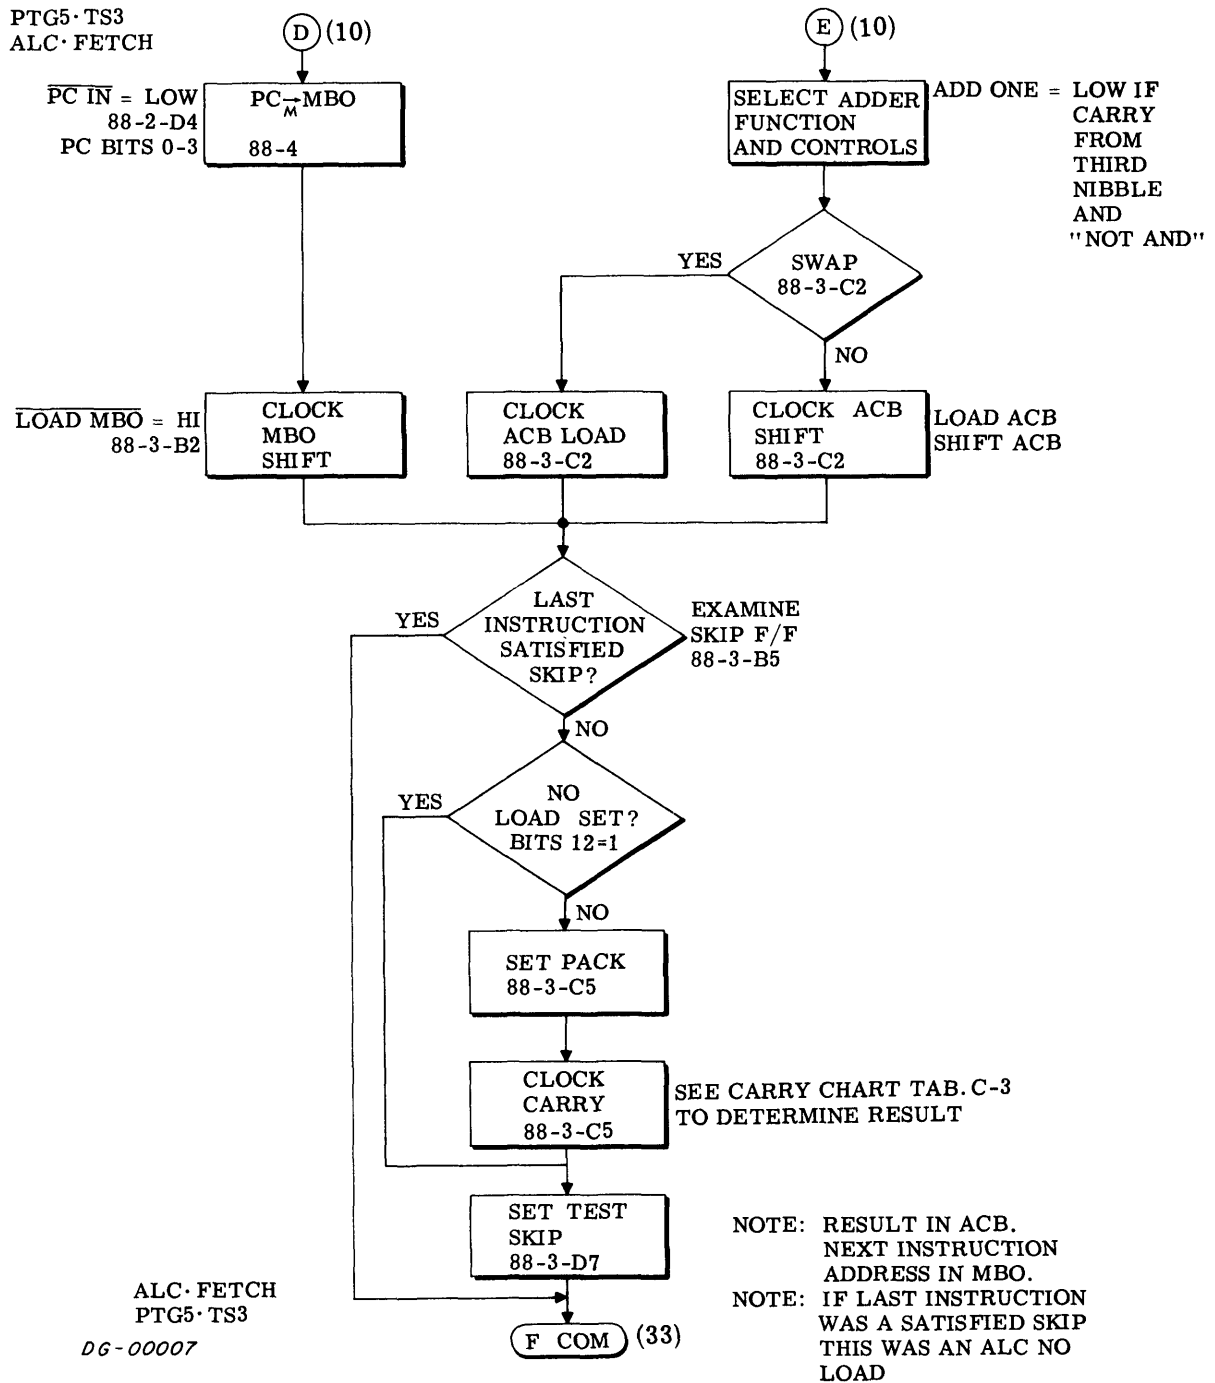 PTG5·TS3
ALC·FETCH
D (10)
E (10)
PC IN = LOW
88-2-D4
PC BITS 0-3
PC→MBO
M
88-4
SELECT ADDER
FUNCTION
AND CONTROLS
ADD ONE = LOW IF
CARRY
FROM
THIRD
NIBBLE
AND
"NOT AND"
YES
SWAP
88-3-C2
NO
LOAD MBO = HI
88-3-B2
CLOCK
MBO
SHIFT
CLOCK
ACB LOAD
88-3-C2
CLOCK ACB
SHIFT
88-3-C2
LOAD ACB
SHIFT ACB
YES
LAST
INSTRUCTION
SATISFIED
SKIP?
EXAMINE
SKIP F/F
88-3-B5
NO
YES
NO
LOAD SET?
BITS 12=1
NO
SET PACK
88-3-C5
CLOCK
CARRY
88-3-C5
SEE CARRY CHART TAB. C-3
TO DETERMINE RESULT
SET TEST
SKIP
88-3-D7
NOTE: RESULT IN ACB.
NEXT INSTRUCTION
ADDRESS IN MBO.
NOTE: IF LAST INSTRUCTION
WAS A SATISFIED SKIP
THIS WAS AN ALC NO
LOAD
ALC·FETCH
PTG5·TS3
DG-00007
F COM (33)